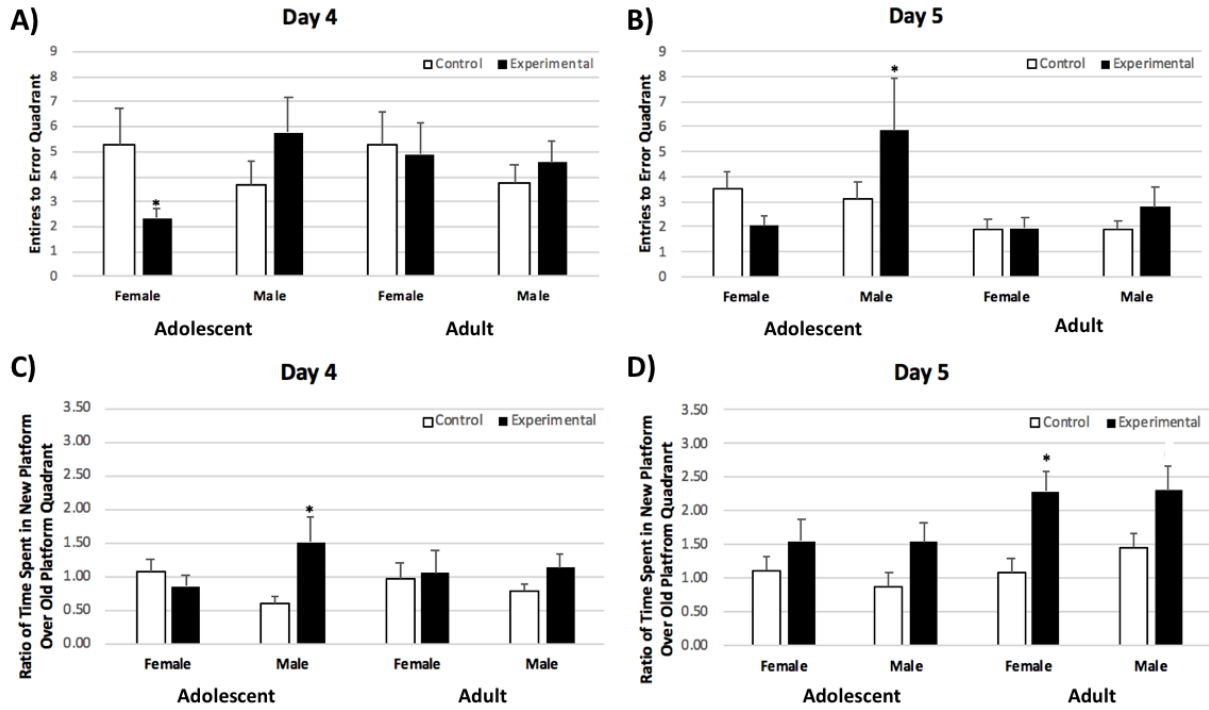 A)
Day 4
Control Experimental
Entires to Error Quadrant
9
8
7
6
5
4
3
2
1
0
*
Female Male Female Male
Adolescent Adult
B)
Day 5
Control Experimental
Entries to Error Quadrant
9
8
7
6
5
4
3
2
1
0
*
Female Male Female Male
Adolescent Adult
C)
Day 4
Control Experimental
Ratio of Time Spent in New Platform
Over Old Platform Quadrant
3.50
3.00
2.50
2.00
1.50
1.00
0.50
0.00
*
Female Male Female Male
Adolescent Adult
D)
Day 5
Control Experimental
Ratio of Time Spent in New Platform
Over Old Platfrom Quadranrt
3.50
3.00
2.50
2.00
1.50
1.00
0.50
0.00
*
Female Male Female Male
Adolescent Adult